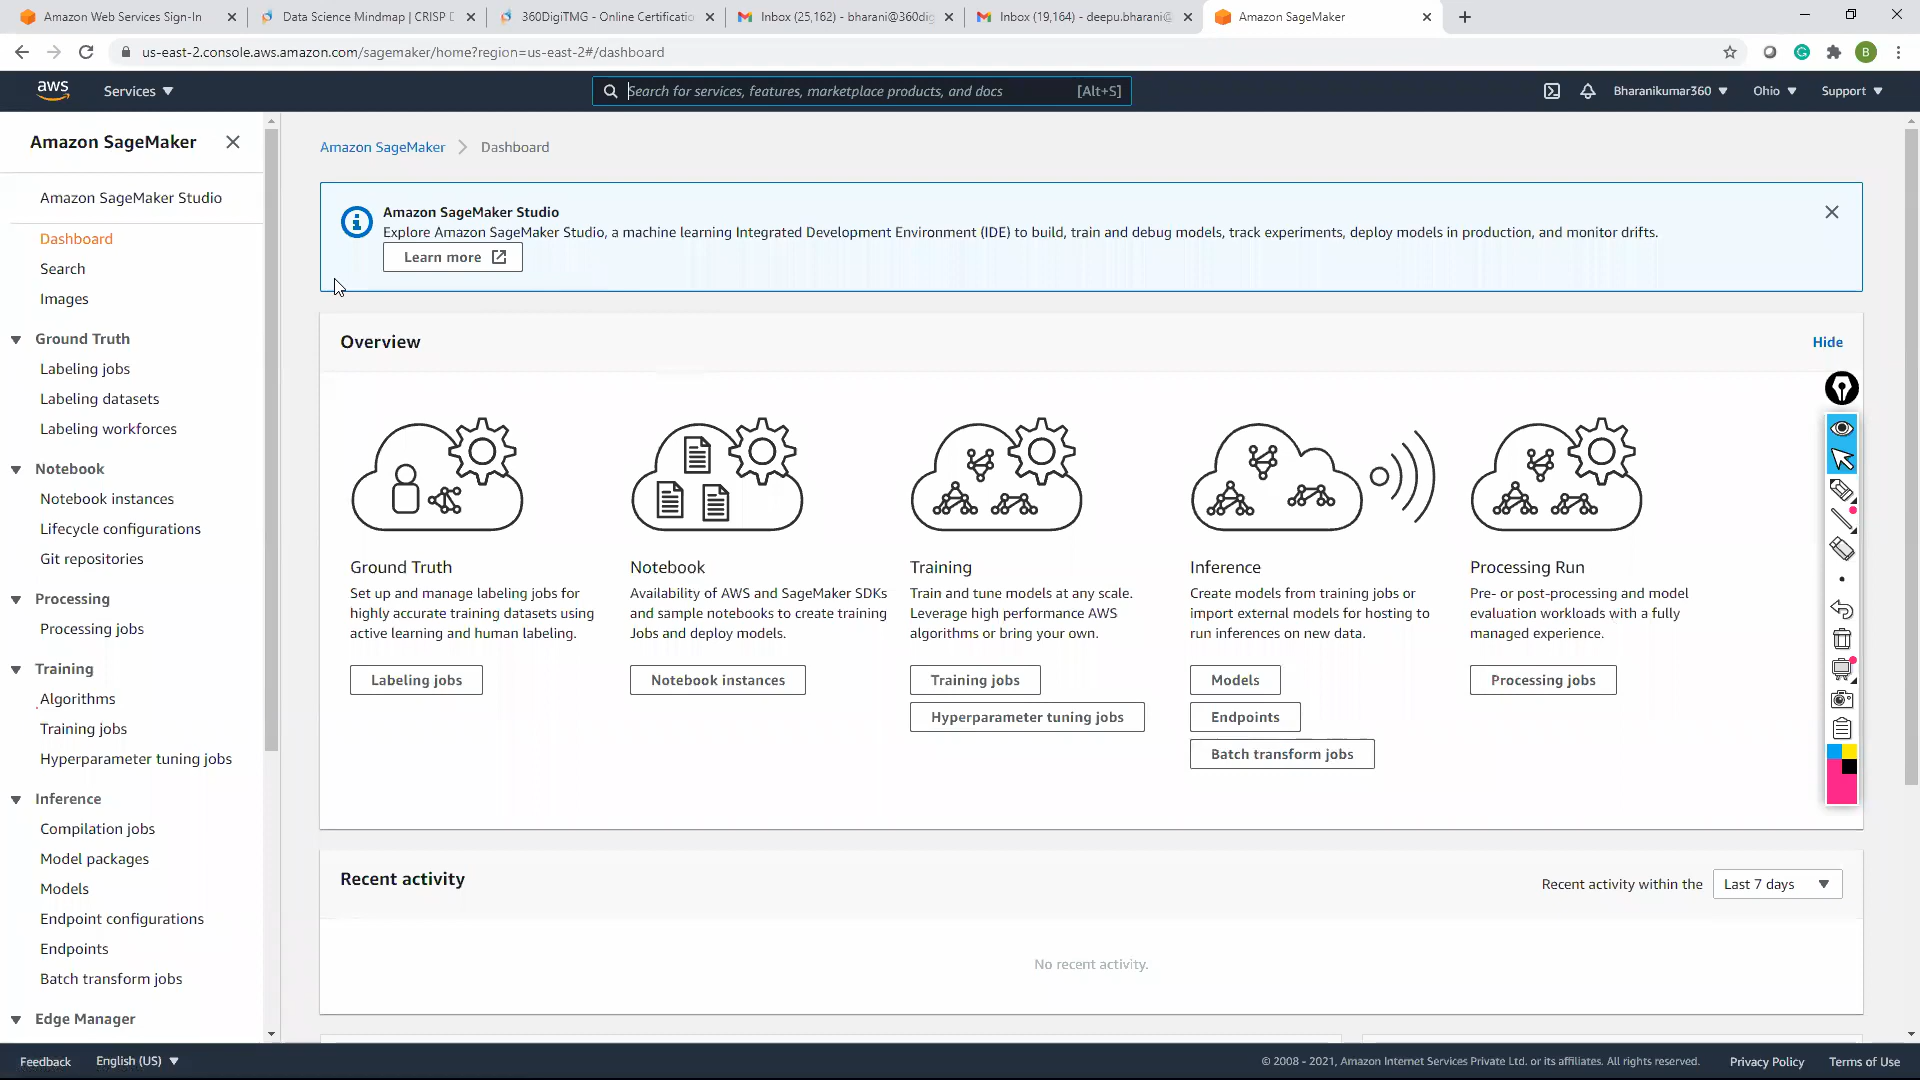 Amazon Web Services Sign-In
Data Science Mindmap | CRISP D
360DigiTMG - Online Certificatio
Inbox (25,162) - bharani@360dig
Inbox (19,164) - deepu.bharani@
Amazon SageMaker
us-east-2.console.aws.amazon.com/sagemaker/home?region=us-east-2#/dashboard
B
aws
Services
Search for services, features, marketplace products, and docs
[Alt+S]
Bharanikumar360
Ohio
Support
Amazon SageMaker
Amazon SageMaker Studio
Dashboard
Search
Images
Ground Truth
Labeling jobs
Labeling datasets
Labeling workforces
Notebook
Notebook instances
Lifecycle configurations
Git repositories
Processing
Processing jobs
Training
Algorithms
Training jobs
Hyperparameter tuning jobs
Inference
Compilation jobs
Model packages
Models
Endpoint configurations
Endpoints
Batch transform jobs
Edge Manager
Amazon SageMaker
Dashboard
Amazon SageMaker Studio
Explore Amazon SageMaker Studio, a machine learning Integrated Development Environment (IDE) to build, train and debug models, track experiments, deploy models in production, and monitor drifts.
Learn more
Overview
Hide
Ground Truth
Set up and manage labeling jobs for
highly accurate training datasets using
active learning and human labeling.
Labeling jobs
Notebook
Availability of AWS and SageMaker SDKs
and sample notebooks to create training
Jobs and deploy models.
Notebook instances
Training
Train and tune models at any scale.
Leverage high performance AWS
algorithms or bring your own.
Training jobs
Hyperparameter tuning jobs
Inference
Create models from training jobs or
import external models for hosting to
run inferences on new data.
Models
Endpoints
Batch transform jobs
Processing Run
Pre- or post-processing and model
evaluation workloads with a fully
managed experience.
Processing jobs
Recent activity
Recent activity within the
Last 7 days
No recent activity.
Feedback
English (US)
© 2008 - 2021, Amazon Internet Services Private Ltd. or its affiliates. All rights reserved.
Privacy Policy
Terms of Use